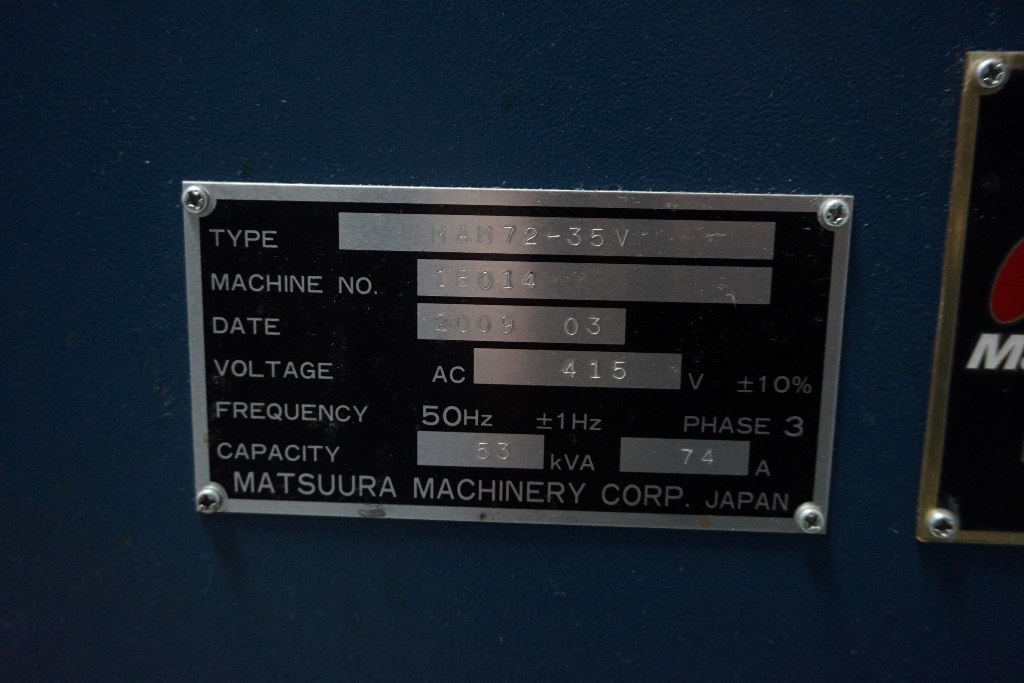 TYPE MAM72-35V
MACHINE NO. 18014
DATE 2009 03
VOLTAGE AC 415 V ±10%
FREQUENCY 50Hz ±1Hz PHASE 3
CAPACITY 53 kVA 74 A
MATSUURA MACHINERY CORP. JAPAN